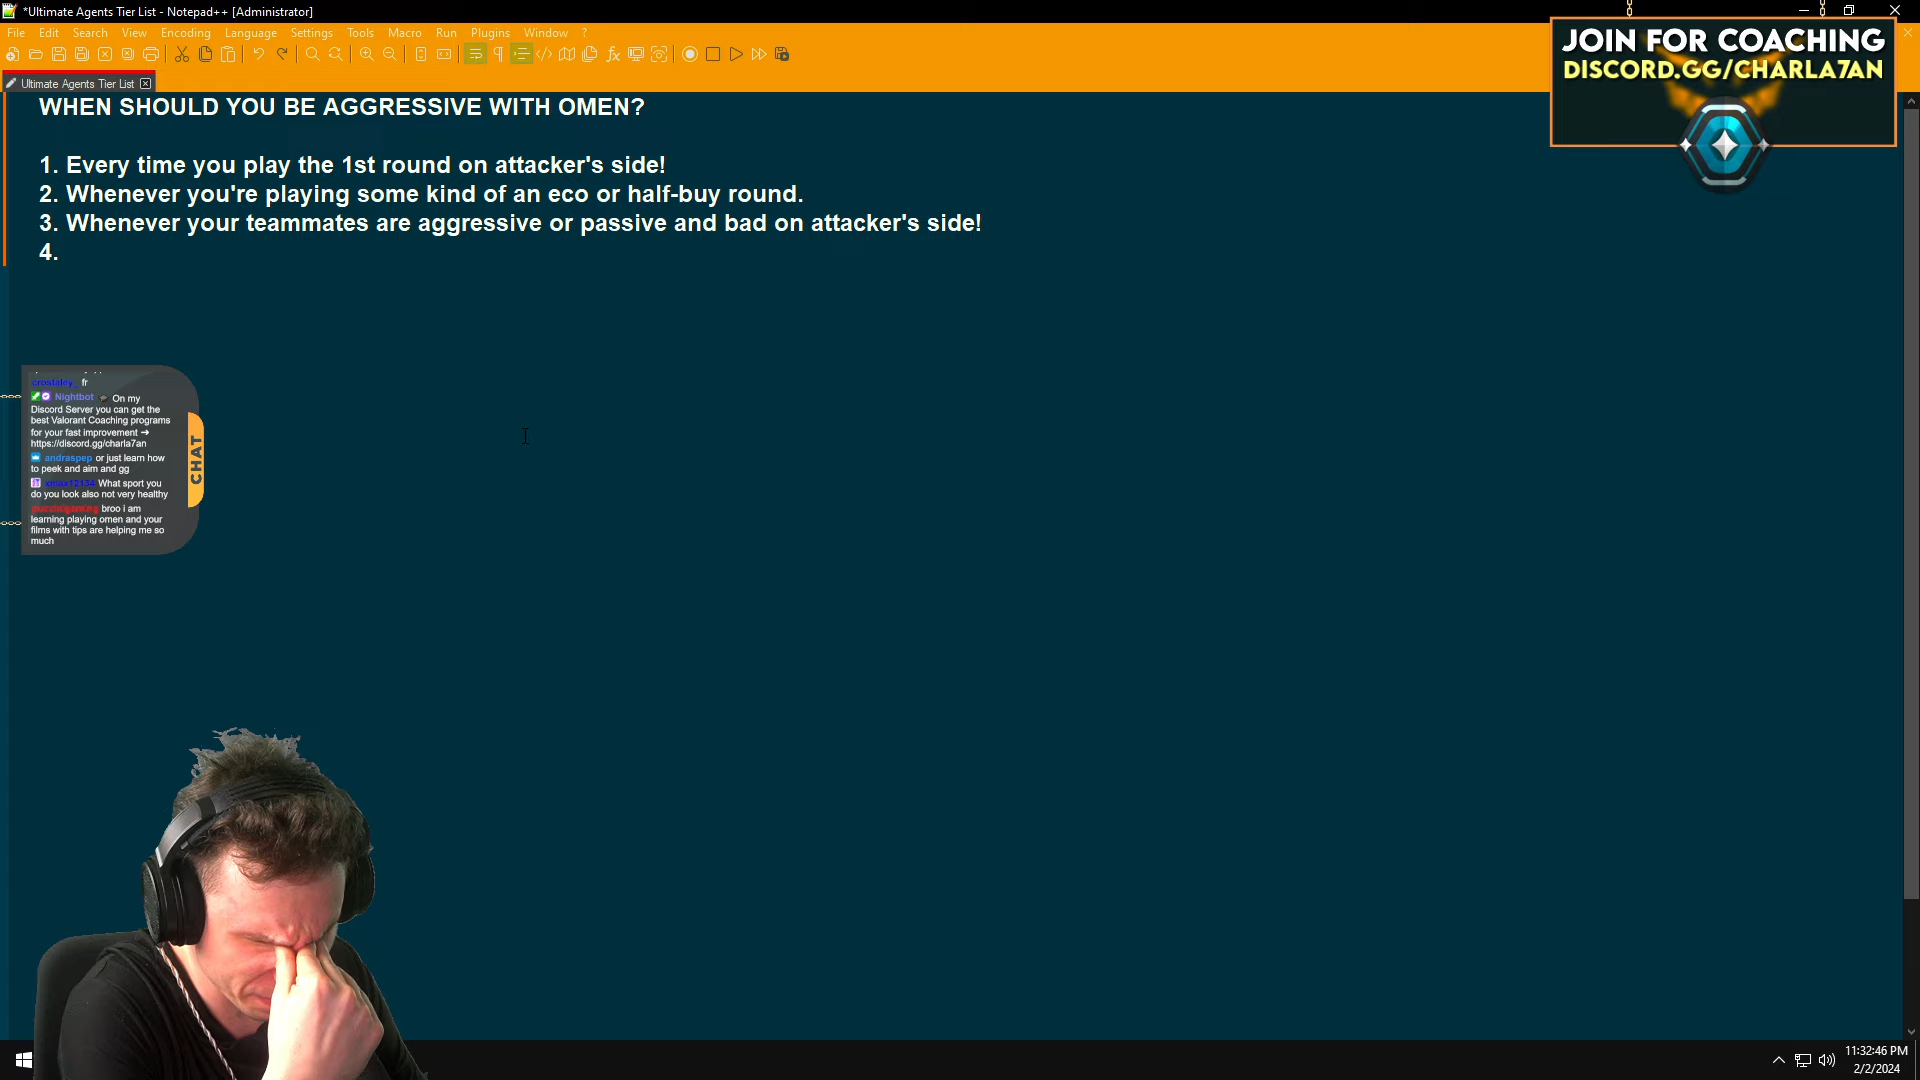 *Ultimate Agents Tier List - Notepad++ [Administrator]
File Edit Search View Encoding Language Settings Tools Macro Run Plugins Window ?
Ultimate Agents Tier List
JOIN FOR COACHING
DISCORD.GG/CHARLA7AN
WHEN SHOULD YOU BE AGGRESSIVE WITH OMEN?
1. Every time you play the 1st round on attacker's side!
2. Whenever you're playing some kind of an eco or half-buy round.
3. Whenever your teammates are aggressive or passive and bad on attacker's side!
4.
crostaley_ fr
Nightbot On my
Discord Server you can get the
best Valorant Coaching programs
for your fast improvement ➔
https://discord.gg/charla7an
andraspep or just learn how
to peek and aim and gg
xmax12134 What sport you
do you look also not very healthy
broo i am
learning playing omen and your
films with tips are helping me so
much
CHAT
11:32:46 PM
2/2/2024